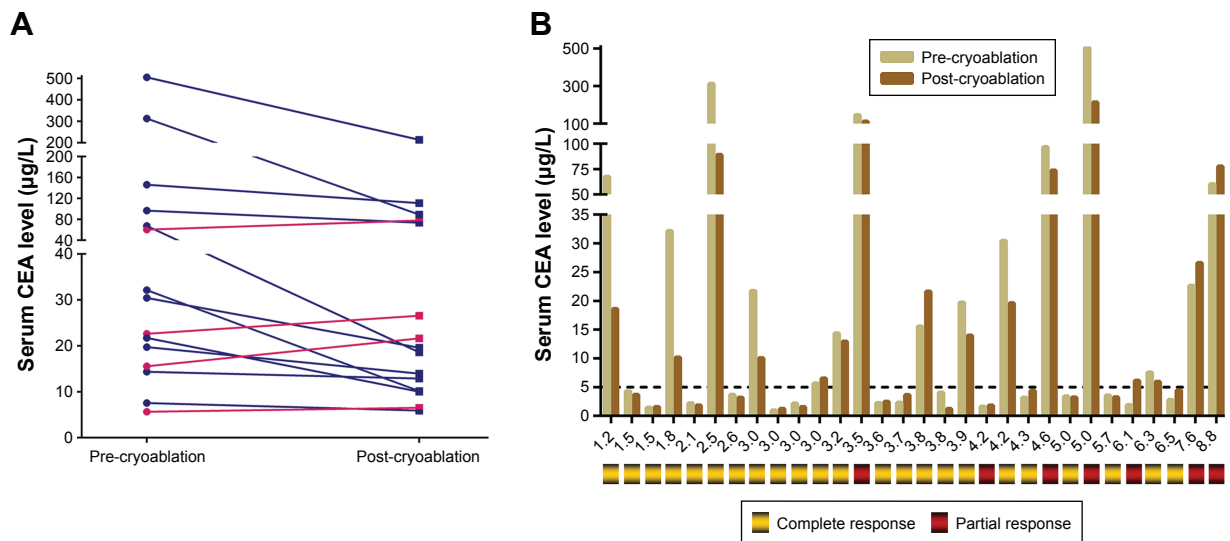 A
Serum CEA level (µg/L)
500
400
300
200
200
160
120
80
40
40
30
20
10
0
Pre-cryoablation
Post-cryoablation
B
Serum CEA level (µg/L)
500
300
100
100
75
50
35
30
25
20
15
10
5
0
Pre-cryoablation
Post-cryoablation
1.2 1.5 1.5 1.8 2.1 2.5 2.6 3.0 3.0 3.0 3.0 3.2 3.5 3.6 3.7 3.8 3.8 3.9 4.2 4.2 4.3 4.6 5.0 5.0 5.7 6.1 6.3 6.5 7.6 8.8
Complete response
Partial response